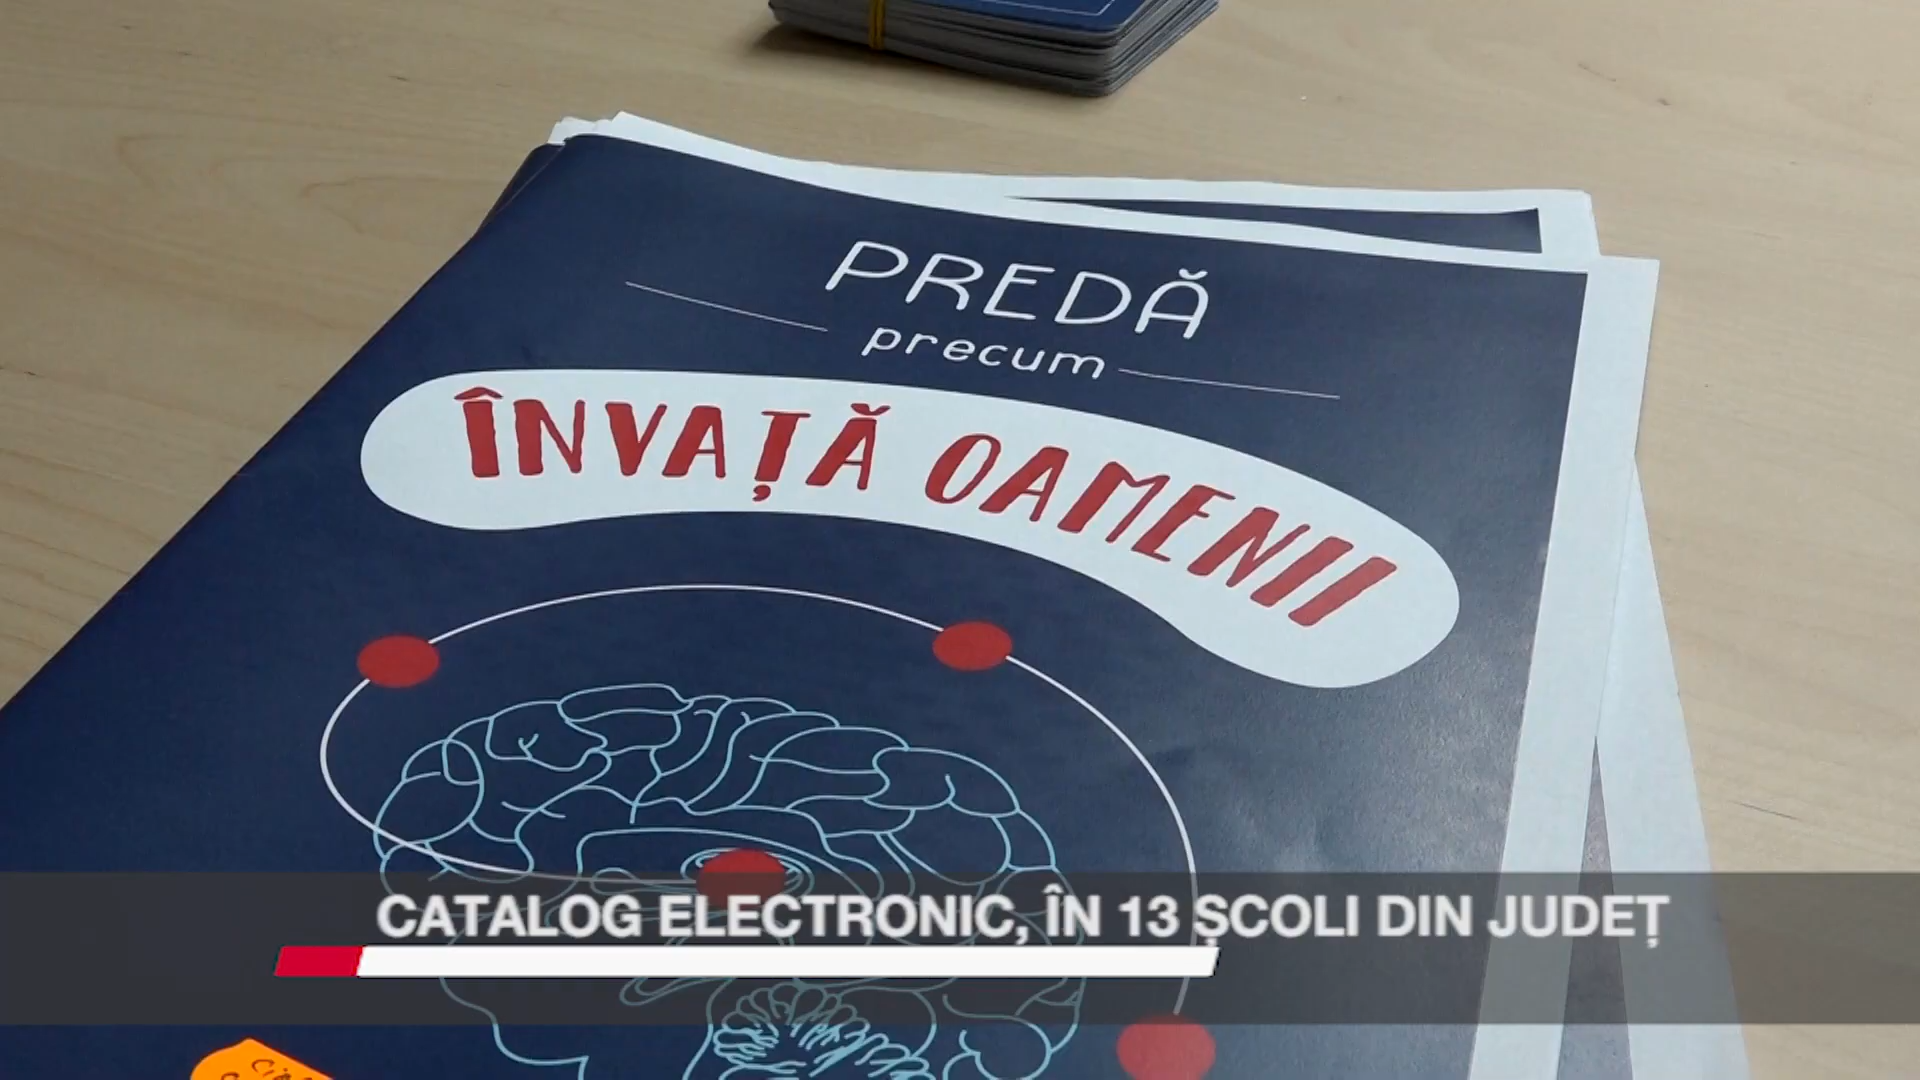 PREDĂ
precum
ÎNVAȚĂ OAMENII
CATALOG ELECTRONIC, ÎN 13 ȘCOLI DIN JUDEȚ